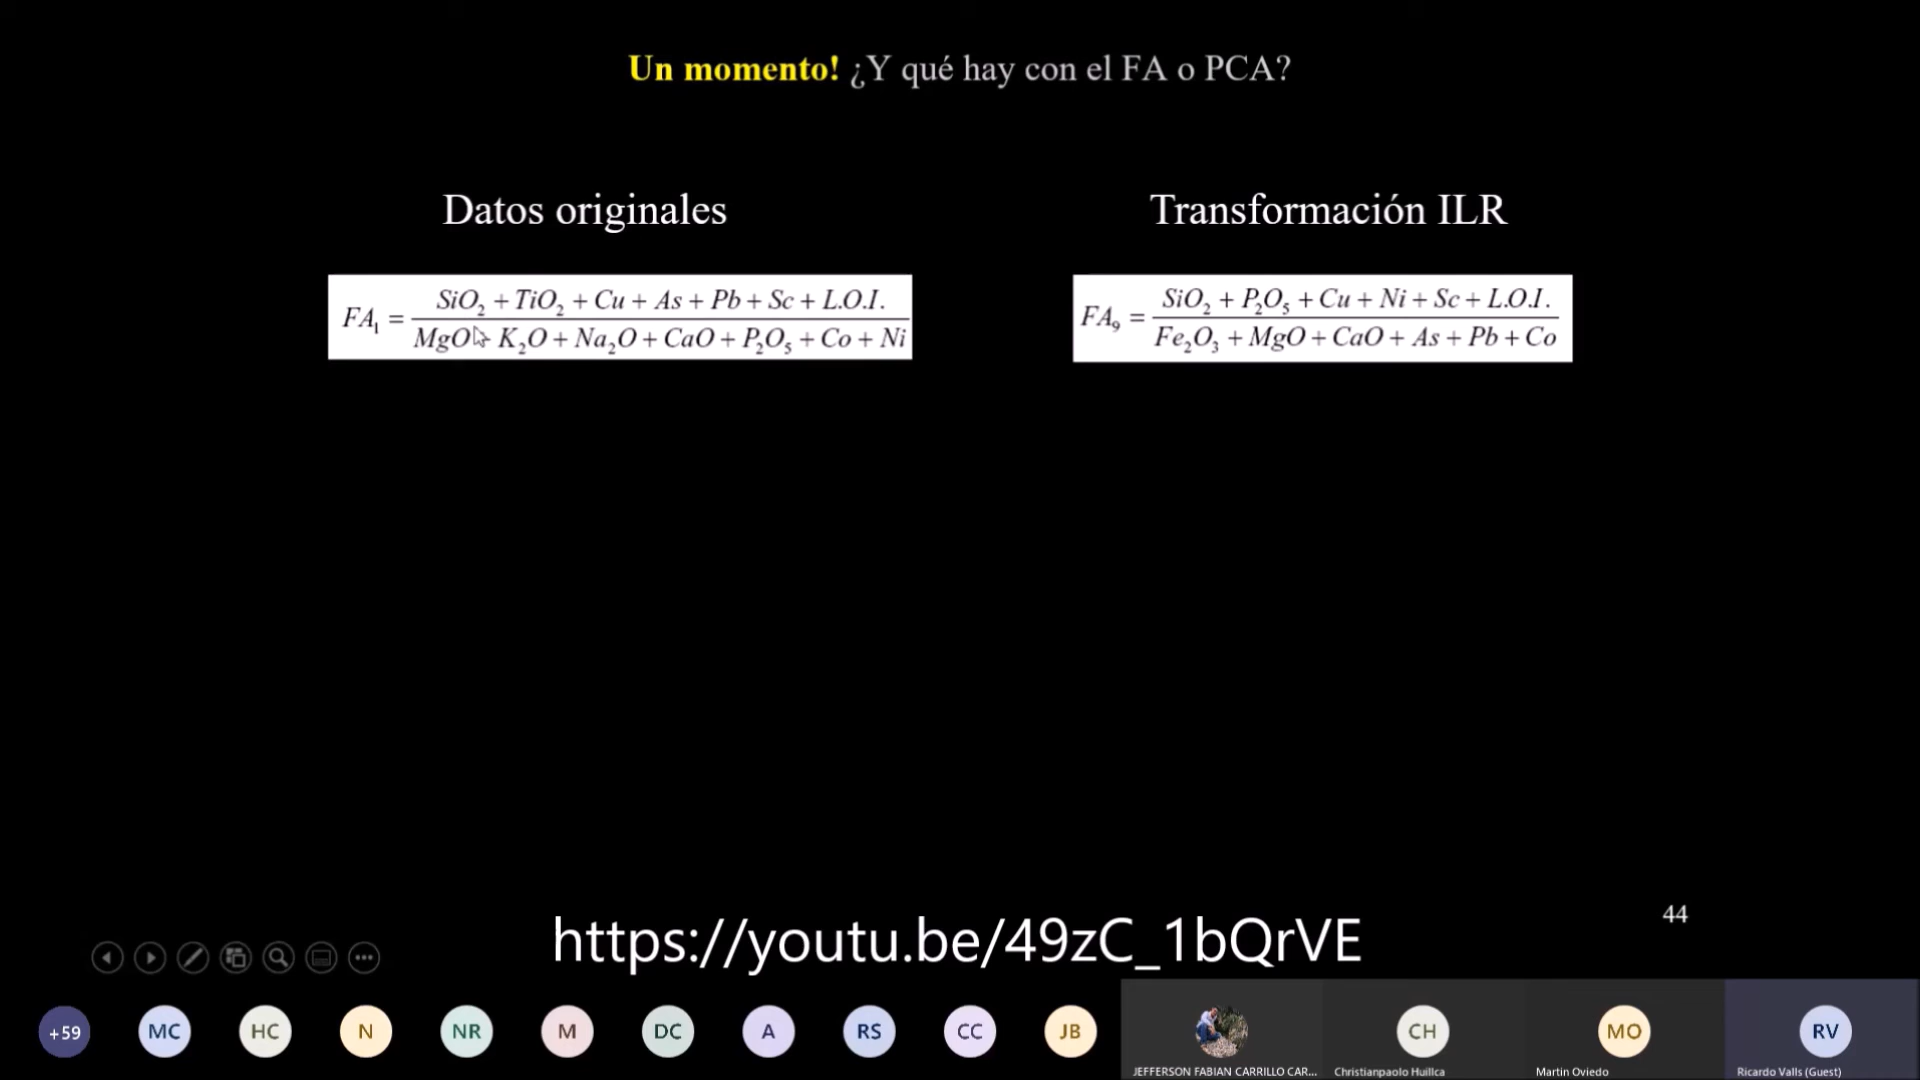 Un momento! ¿Y qué hay con el FA o PCA?
Datos originales
Transformación ILR
FA₁ = SiO₂ + TiO₂ + Cu + As + Pb + Sc + L.O.I.
MgO K₂O + Na₂O + CaO + P₂O₅ + Co + Ni
FA₉ = SiO₂ + P₂O₅ + Cu + Ni + Sc + L.O.I.
Fe₂O₃ + MgO + CaO + As + Pb + Co
44
https://youtu.be/49zC_1bQrVE
+59
MC
HC
N
NR
M
DC
A
RS
CC
JB
CH
MO
RV
JEFFERSON FABIAN CARRILLO CAR...
Christianpaolo Huillca
Martin Oviedo
Ricardo Valls (Guest)